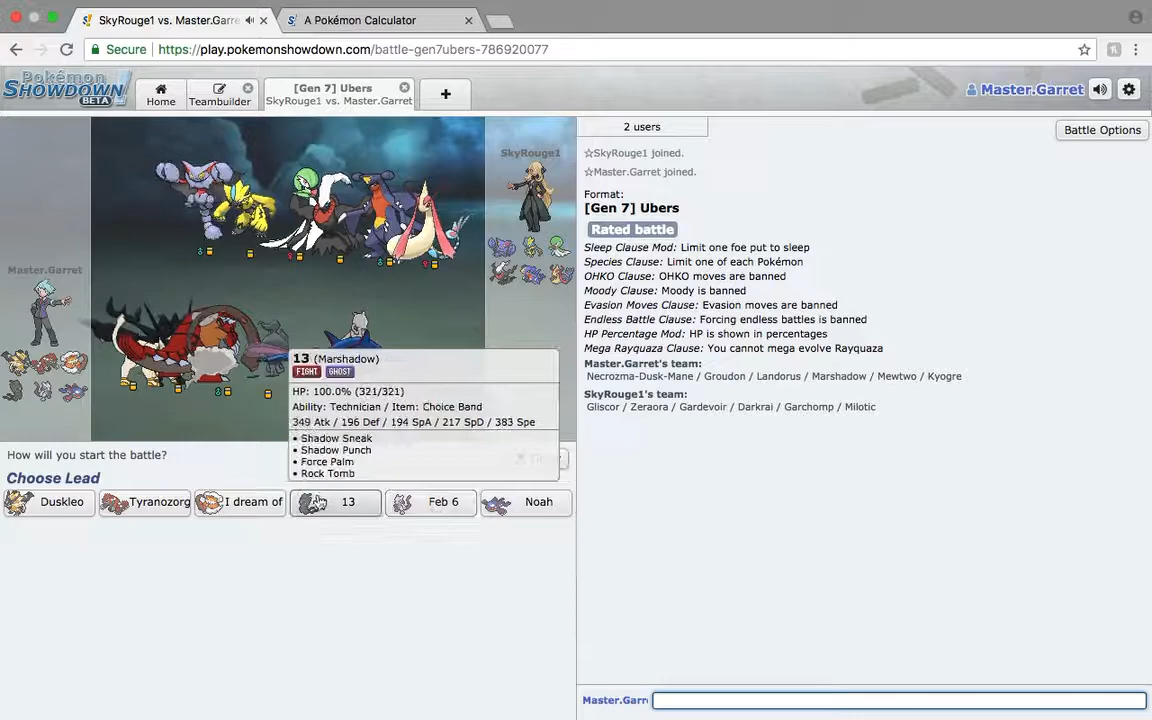 SkyRouge1 vs. Master.Garre
A Pokémon Calculator
Secure
https://play.pokemonshowdown.com/battle-gen7ubers-786920077
Pokémon
SHOWDOWN
BETA
Home
Teambuilder
[Gen 7] Ubers
SkyRouge1 vs. Master.Garret
+
Master.Garret
2 users
Battle Options
SkyRouge1
Master.Garret
☆SkyRouge1 joined.
☆Master.Garret joined.
Format:
[Gen 7] Ubers
Rated battle
Sleep Clause Mod: Limit one foe put to sleep
Species Clause: Limit one of each Pokémon
OHKO Clause: OHKO moves are banned
Moody Clause: Moody is banned
Evasion Moves Clause: Evasion moves are banned
Endless Battle Clause: Forcing endless battles is banned
HP Percentage Mod: HP is shown in percentages
Mega Rayquaza Clause: You cannot mega evolve Rayquaza
Master.Garret's team:
Necrozma-Dusk-Mane / Groudon / Landorus / Marshadow / Mewtwo / Kyogre
SkyRouge1's team:
Gliscor / Zeraora / Gardevoir / Darkrai / Garchomp / Milotic
13 (Marshadow)
FIGHT GHOST
HP: 100.0% (321/321)
Ability: Technician / Item: Choice Band
349 Atk / 196 Def / 194 SpA / 217 SpD / 383 Spe
• Shadow Sneak
• Shadow Punch
• Force Palm
• Rock Tomb
How will you start the battle?
Choose Lead
Duskleo
Tyranozorg
I dream of
13
Feb 6
Noah
Master.Garr